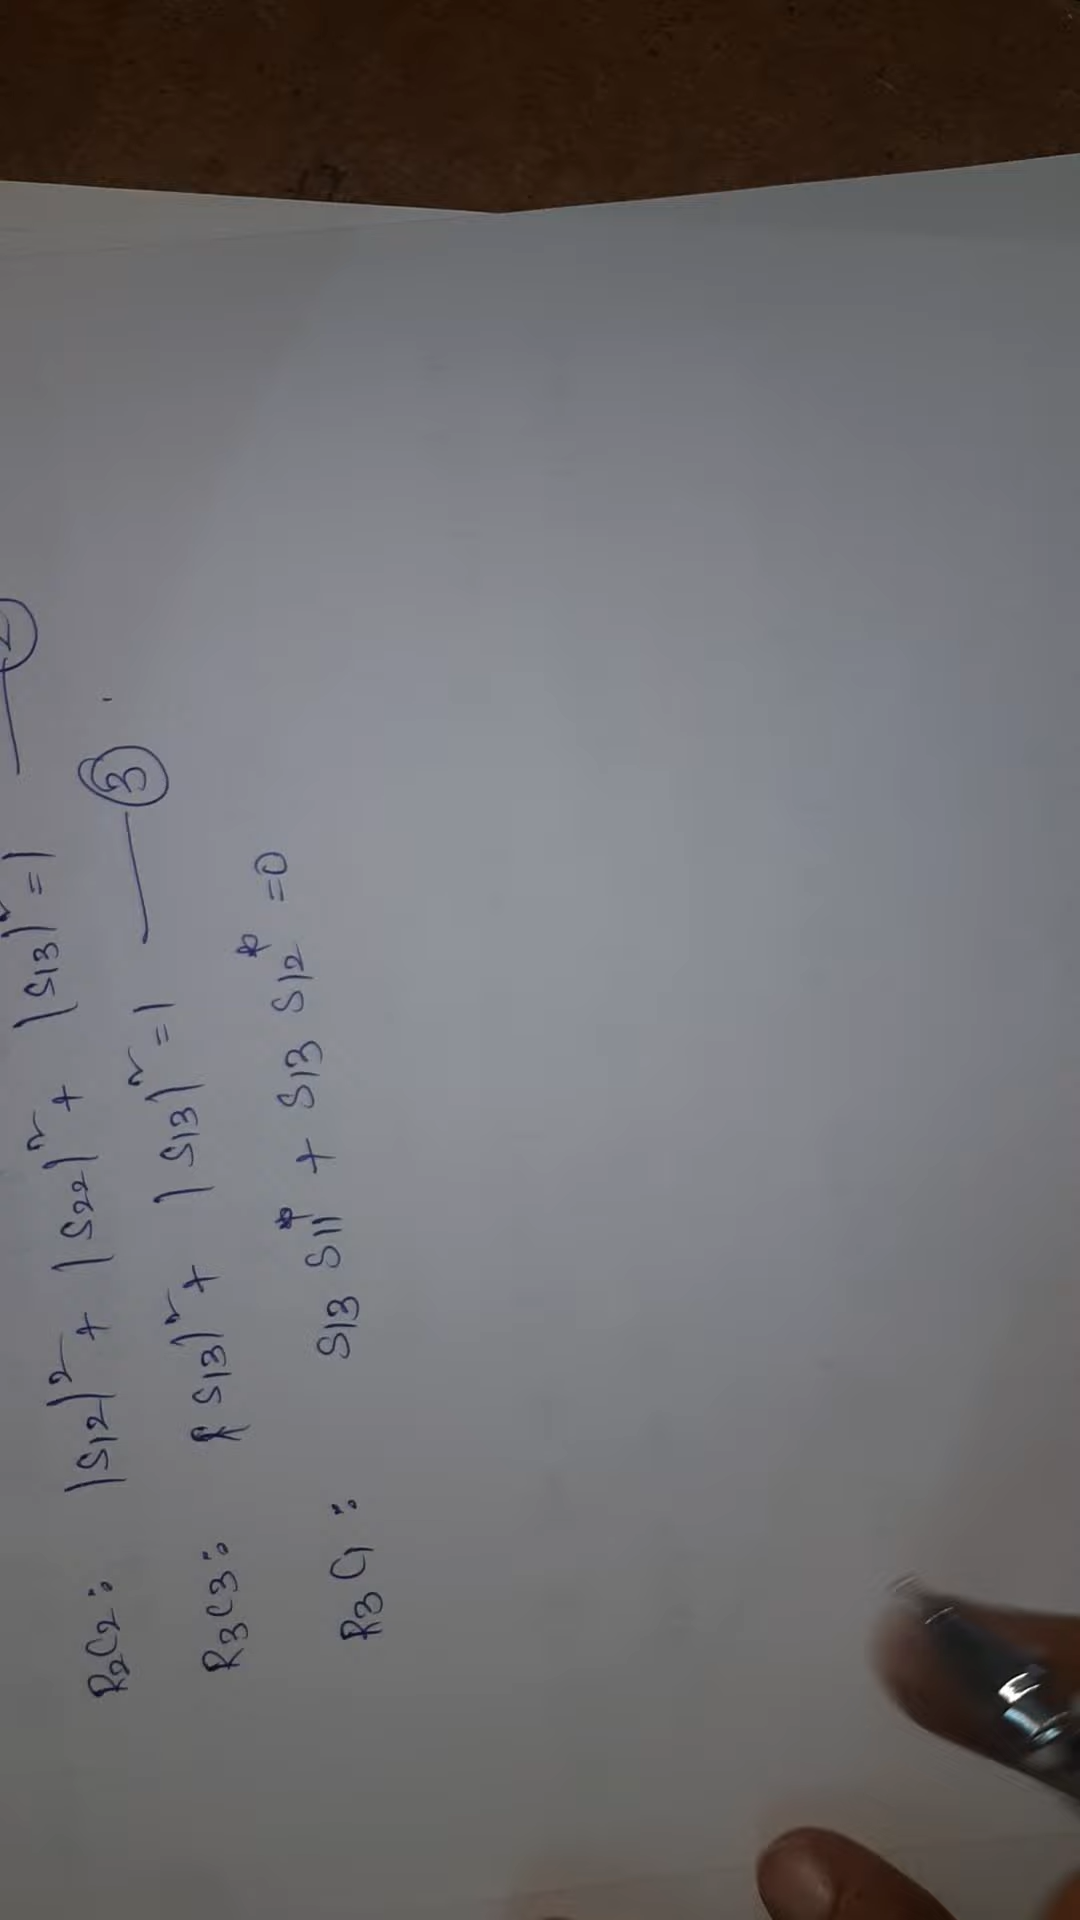 R2C2: |S12|² + |S22|² + |S13|² = 1 —— 2
R3C3: |S13|² + |S13|² = 1 —— 3
R3C1: S13 S11* + S13 S12* = 0